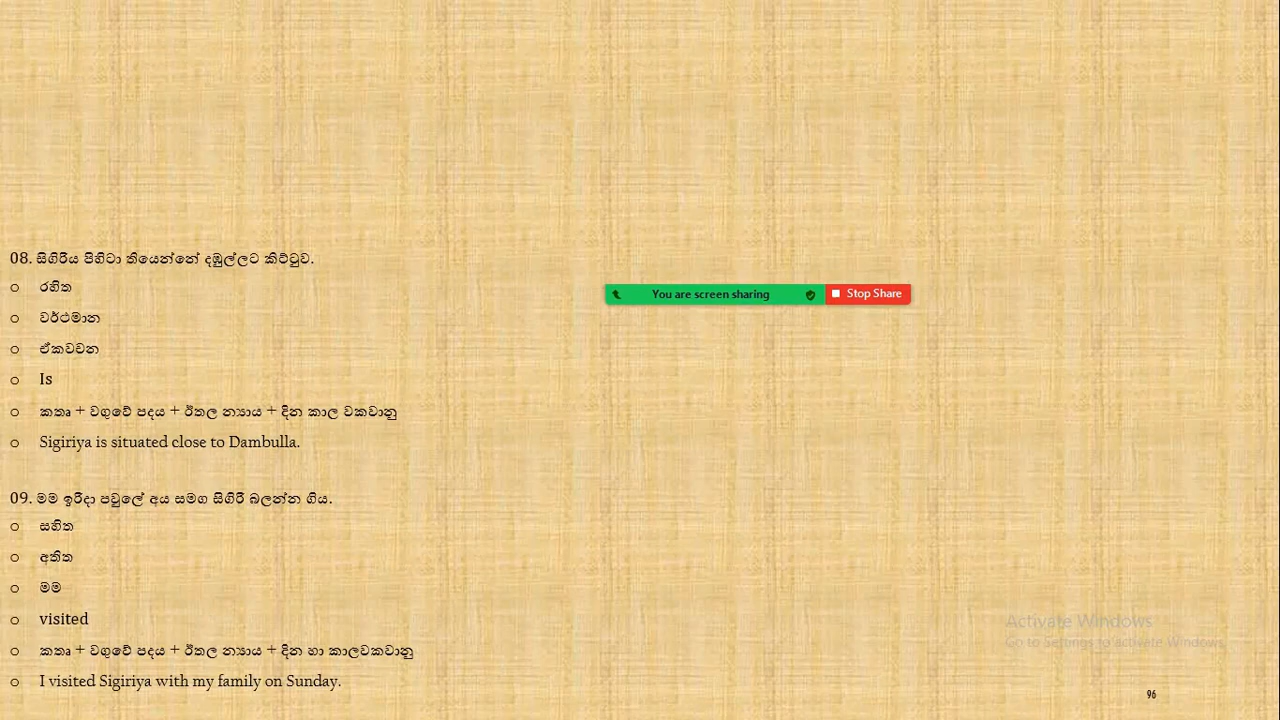 08. සිගිරිය පිහිටා තියෙන්නේ දඹුල්ලට කිට්ටුව.
○ රහිත
○ වර්ථමාන
○ ඒකවචන
○ Is
○ කතෘ + වගුවේ පදය + ඊතල න්‍යාය + දින කාල වකවානු
○ Sigiriya is situated close to Dambulla.
You are screen sharing Stop Share
09. මම ඉරිදා පවුලේ අය සමග සිගිරි බලන්න ගිය.
○ සහිත
○ අතිත
○ මම
○ visited
○ කතෘ + වගුවේ පදය + ඊතල න්‍යාය + දින හා කාලවකවානු
○ I visited Sigiriya with my family on Sunday.
Activate Windows
Go to Settings to activate Windows.
96